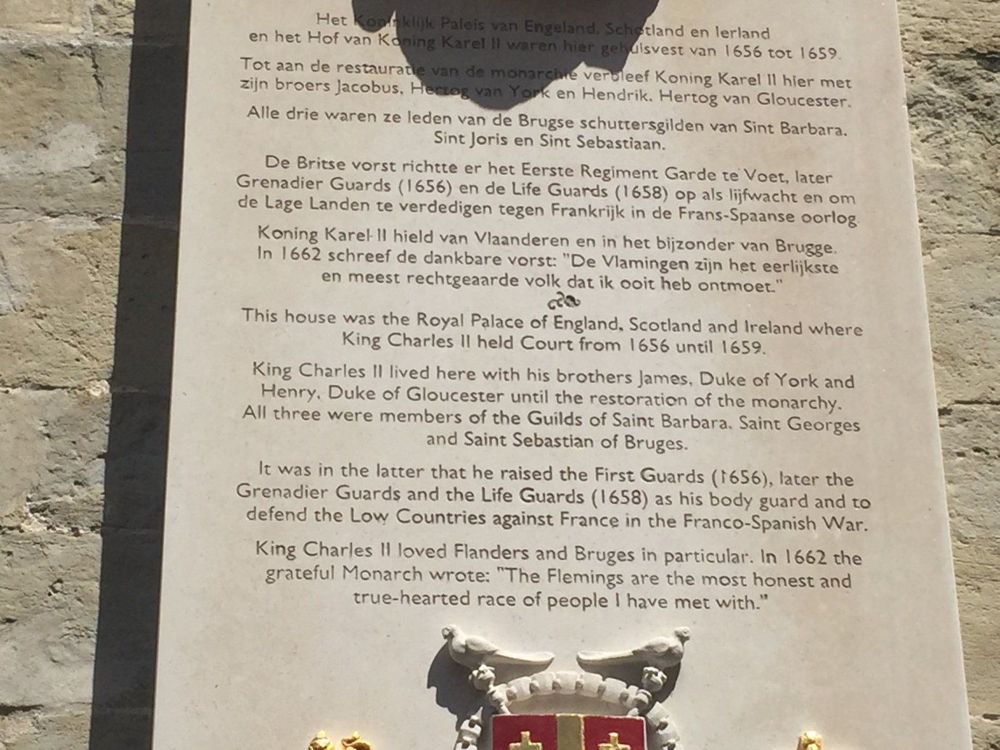 Het Koninklijk Paleis van Engeland, Schotland en Ierland
en het Hof van Koning Karel II waren hier gehuisvest van 1656 tot 1659.
Tot aan de restauratie van de monarchie verbleef Koning Karel II hier met
zijn broers Jacobus, Hertog van York en Hendrik, Hertog van Gloucester.
Alle drie waren ze leden van de Brugse schuttersgilden van Sint Barbara,
Sint Joris en Sint Sebastiaan.
De Britse vorst richtte er het Eerste Regiment Garde te Voet, later
Grenadier Guards (1656) en de Life Guards (1658) op als lijfwacht en om
de Lage Landen te verdedigen tegen Frankrijk in de Frans-Spaanse oorlog.
Koning Karel II hield van Vlaanderen en in het bijzonder van Brugge.
In 1662 schreef de dankbare vorst: "De Vlamingen zijn het eerlijkste
en meest rechtgeaarde volk dat ik ooit heb ontmoet."
This house was the Royal Palace of England, Scotland and Ireland where
King Charles II held Court from 1656 until 1659.
King Charles II lived here with his brothers James, Duke of York and
Henry, Duke of Gloucester until the restoration of the monarchy.
All three were members of the Guilds of Saint Barbara, Saint Georges
and Saint Sebastian of Bruges.
It was in the latter that he raised the First Guards (1656), later the
Grenadier Guards and the Life Guards (1658) as his body guard and to
defend the Low Countries against France in the Franco-Spanish War.
King Charles II loved Flanders and Bruges in particular. In 1662 the
grateful Monarch wrote: "The Flemings are the most honest and
true-hearted race of people I have met with."